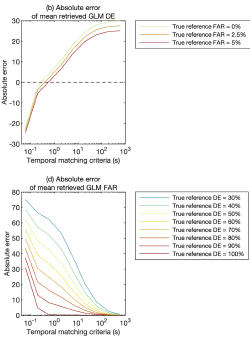 (b) Absolute error
of mean retrieved GLM DE
30
20
10
0
-10
-20
-30
Absolute error
10-1 100 101 102 103
Temporal matching criteria (s)
True reference FAR = 0%
True reference FAR = 2.5%
True reference FAR = 5%
(d) Absolute error
of mean retrieved GLM FAR
80
70
60
50
40
30
20
10
0
Absolute error
10-1 100 101 102 103
Temporal matching criteria (s)
True reference DE = 30%
True reference DE = 40%
True reference DE = 50%
True reference DE = 60%
True reference DE = 70%
True reference DE = 80%
True reference DE = 90%
True reference DE = 100%